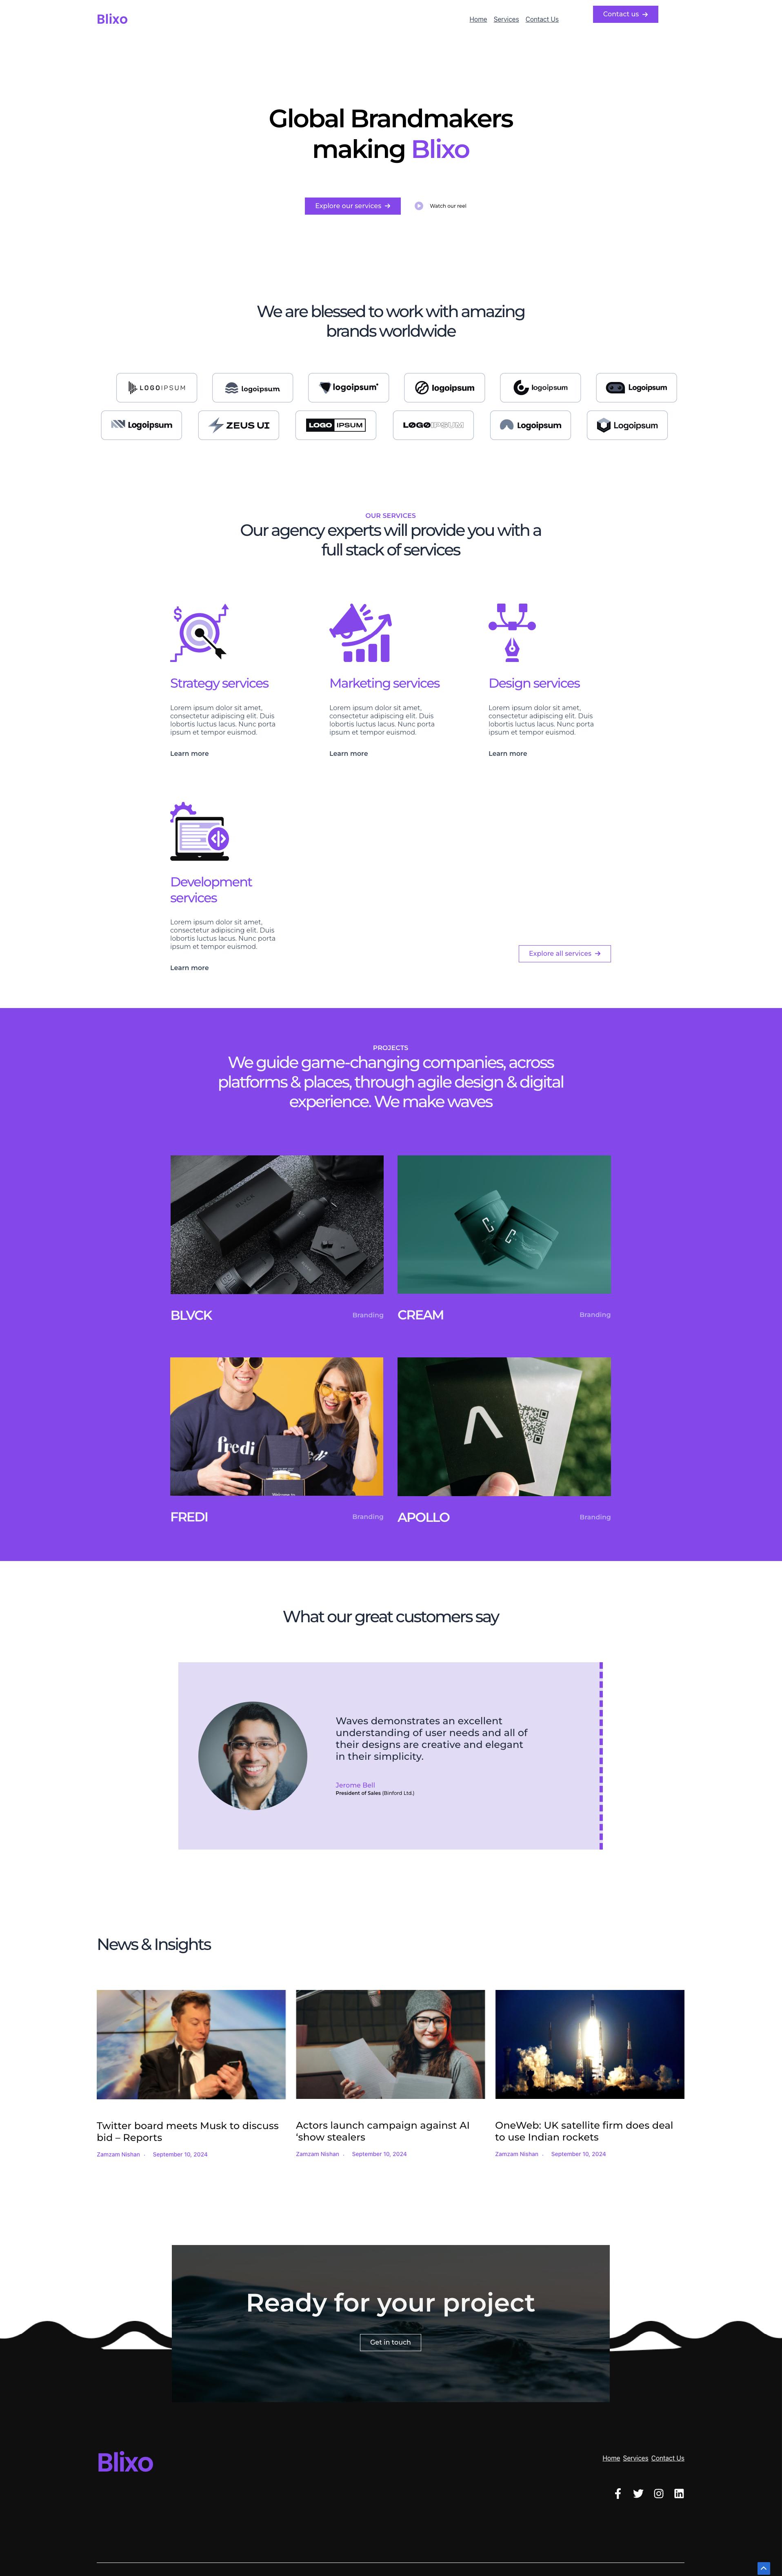 Blixo
Home Services Contact Us
Contact us
Global Brandmakers
making Blixo
Explore our services
Watch our reel
We are blessed to work with amazing
brands worldwide
LOGOIPSUM
logoipsum
logoipsum
logoipsum
logoipsum
Logoipsum
Logoipsum
ZEUS UI
LOGO IPSUM
LOGO IPSUM
Logoipsum
Logoipsum
OUR SERVICES
Our agency experts will provide you with a
full stack of services
Strategy services
Lorem ipsum dolor sit amet,
consectetur adipiscing elit. Duis
lobortis luctus lacus. Nunc porta
ipsum et tempor euismod.
Learn more
Marketing services
Lorem ipsum dolor sit amet,
consectetur adipiscing elit. Duis
lobortis luctus lacus. Nunc porta
ipsum et tempor euismod.
Learn more
Design services
Lorem ipsum dolor sit amet,
consectetur adipiscing elit. Duis
lobortis luctus lacus. Nunc porta
ipsum et tempor euismod.
Learn more
Development
services
Lorem ipsum dolor sit amet,
consectetur adipiscing elit. Duis
lobortis luctus lacus. Nunc porta
ipsum et tempor euismod.
Learn more
Explore all services
PROJECTS
We guide game-changing companies, across
platforms & places, through agile design & digital
experience. We make waves
BLVCK
BLVCK
Branding
CREAM
Branding
fredi
fredi
Welcome to
FREDI
Branding
APOLLO
Branding
What our great customers say
Waves demonstrates an excellent
understanding of user needs and all of
their designs are creative and elegant
in their simplicity.
Jerome Bell
President of Sales (Binford Ltd.)
News & Insights
Twitter board meets Musk to discuss
bid – Reports
Zamzam Nishan . September 10, 2024
Actors launch campaign against AI
‘show stealers
Zamzam Nishan . September 10, 2024
OneWeb: UK satellite firm does deal
to use Indian rockets
Zamzam Nishan . September 10, 2024
Ready for your project
Get in touch
Blixo
Home Services Contact Us